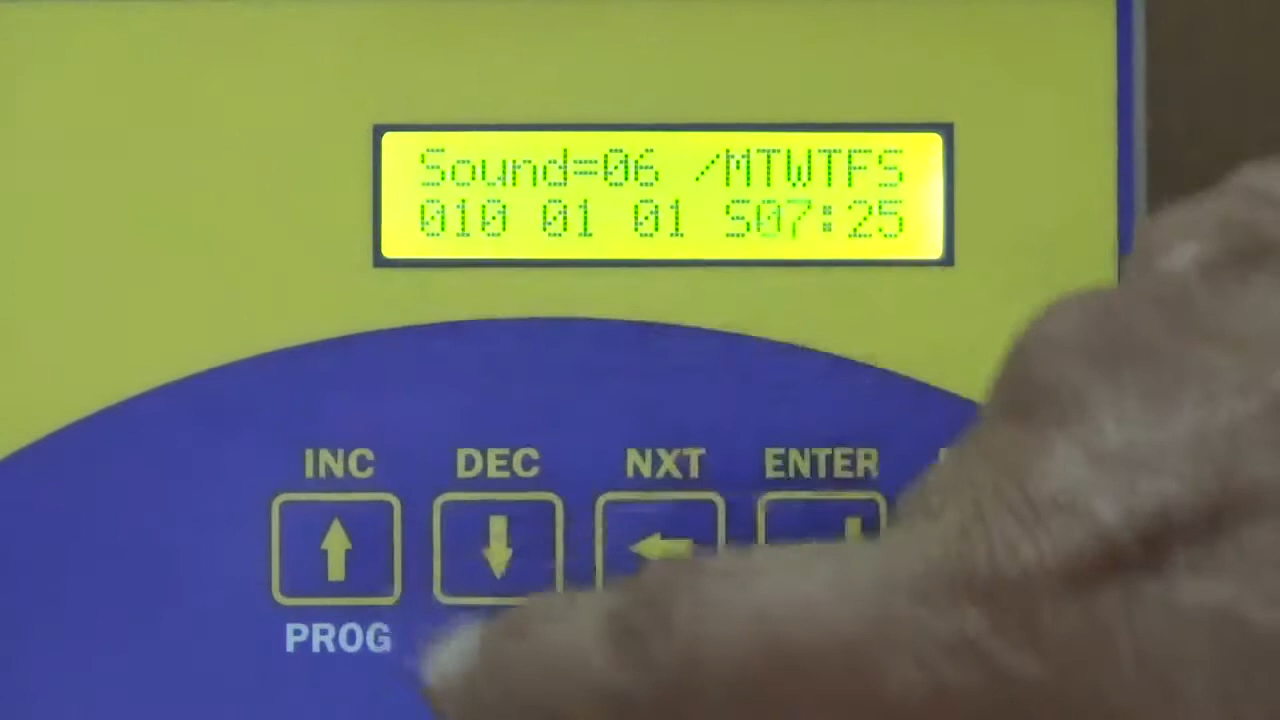 Sound=06 /MTWTFS
010 01 01 S07:25
INC DEC NXT ENTER
PROG